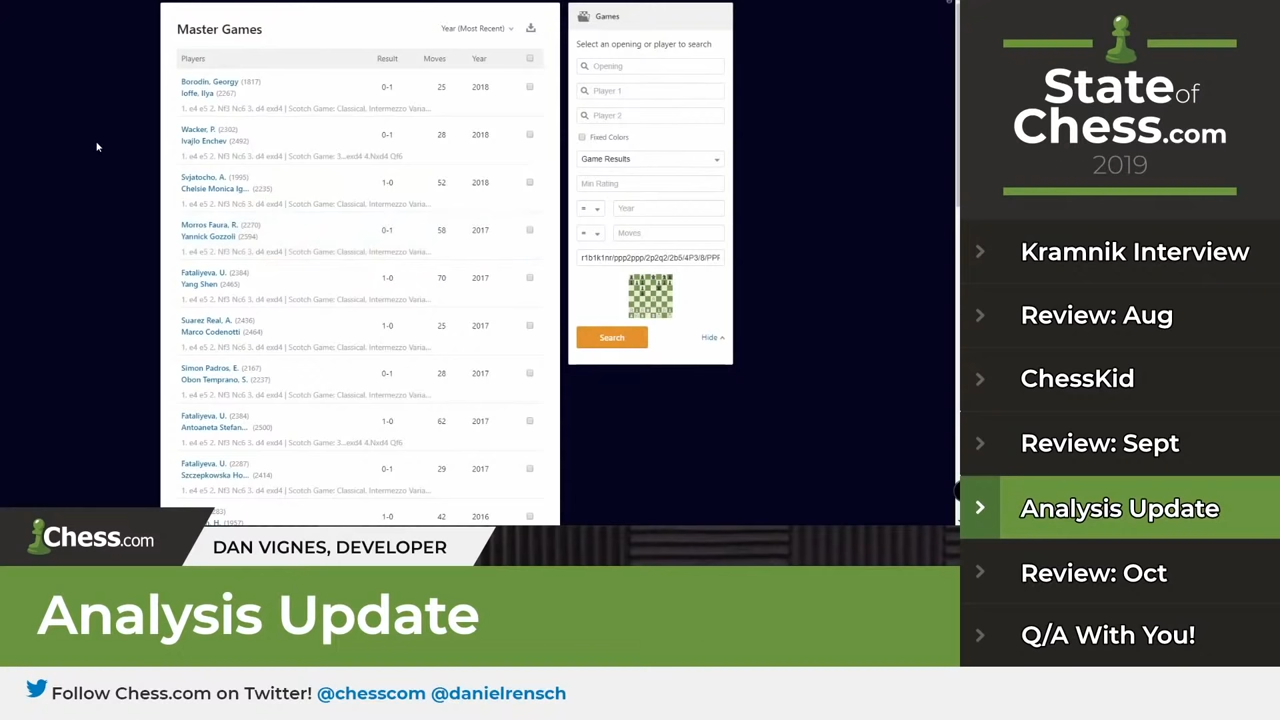 Master Games
Year (Most Recent)
Players Result Moves Year
Borodin, Georgy (1817)
Ioffe, Ilya (2267)
0-1 25 2018
1. e4 e5 2. Nf3 Nc6 3. d4 exd4 | Scotch Game: Classical, Intermezzo Varia...
Wacker, P. (2302)
Ivajlo Enchev (2492)
0-1 28 2018
1. e4 e5 2. Nf3 Nc6 3. d4 exd4 | Scotch Game: 3...exd4 4.Nxd4 Qf6
Svjatocho, A. (1995)
Chelsie Monica Ig... (2235)
1-0 52 2018
1. e4 e5 2. Nf3 Nc6 3. d4 exd4 | Scotch Game: Classical, Intermezzo Varia...
Morros Faura, R. (2270)
Yannick Gozzoli (2594)
0-1 58 2017
1. e4 e5 2. Nf3 Nc6 3. d4 exd4 | Scotch Game: Classical, Intermezzo Varia...
Fataliyeva, U. (2384)
Yang Shen (2465)
1-0 70 2017
1. e4 e5 2. Nf3 Nc6 3. d4 exd4 | Scotch Game: Classical, Intermezzo Varia...
Suarez Real, A. (2436)
Marco Codenotti (2464)
1-0 25 2017
1. e4 e5 2. Nf3 Nc6 3. d4 exd4 | Scotch Game: Classical, Intermezzo Varia...
Simon Padros, E. (2167)
Obon Temprano, S. (2237)
0-1 28 2017
1. e4 e5 2. Nf3 Nc6 3. d4 exd4 | Scotch Game: Classical, Intermezzo Varia...
Fataliyeva, U. (2384)
Antoaneta Stefan... (2500)
1-0 62 2017
1. e4 e5 2. Nf3 Nc6 3. d4 exd4 | Scotch Game: 3...exd4 4.Nxd4 Qf6
Fataliyeva, U. (2287)
Szczepkowska Ho... (2414)
0-1 29 2017
1. e4 e5 2. Nf3 Nc6 3. d4 exd4 | Scotch Game: Classical, Intermezzo Varia...
1-0 42 2016
Games
Select an opening or player to search
Opening
Player 1
Player 2
Fixed Colors
Game Results
Min Rating
= Year
= Moves
r1b1k1nr/ppp2ppp/2p2q2/2b5/4P3/8/PPF
Search Hide
State of
Chess.com
2019
Kramnik Interview
Review: Aug
ChessKid
Review: Sept
Analysis Update
Review: Oct
Q/A With You!
Chess.com
DAN VIGNES, DEVELOPER
Analysis Update
Follow Chess.com on Twitter! @chesscom @danielrensch